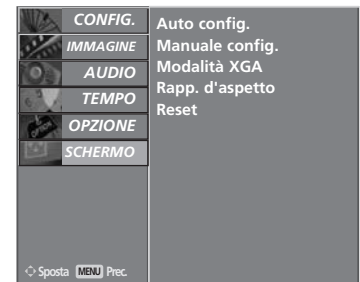 CONFIG.
IMMAGINE
AUDIO
TEMPO
OPZIONE
SCHERMO
Auto config.
Manuale config.
Modalità XGA
Rapp. d'aspetto
Reset
Sposta MENU Prec.